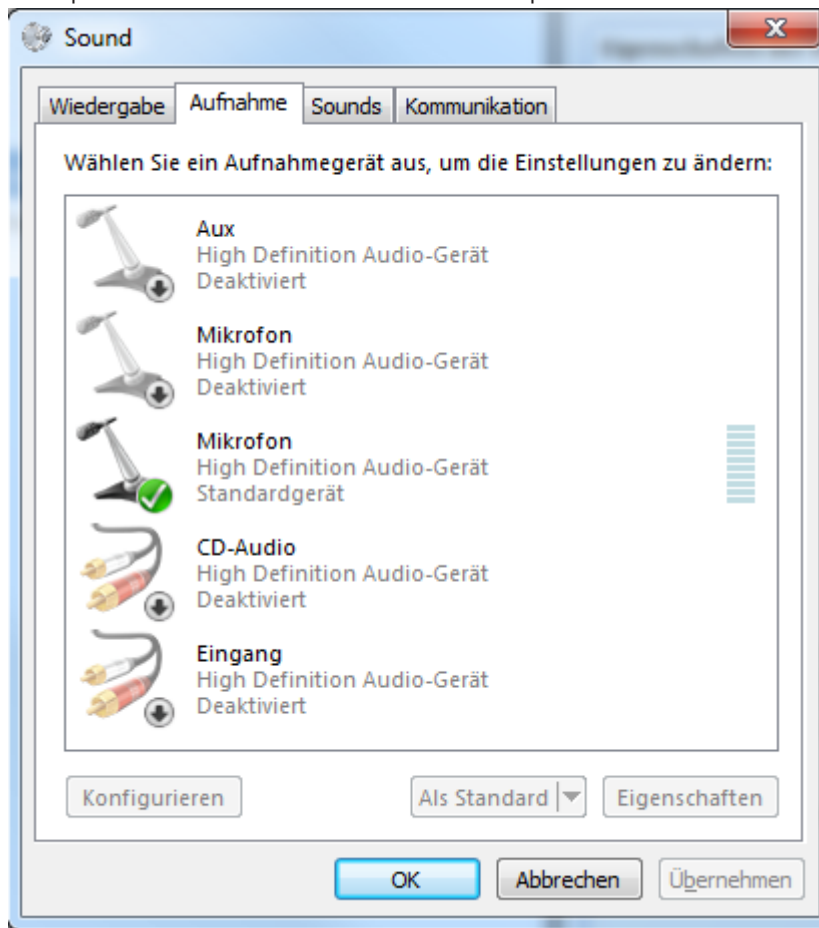 Sound
Wiedergabe Aufnahme Sounds Kommunikation
Wählen Sie ein Aufnahmegerät aus, um die Einstellungen zu ändern:
Aux
High Definition Audio-Gerät
Deaktiviert
Mikrofon
High Definition Audio-Gerät
Deaktiviert
Mikrofon
High Definition Audio-Gerät
Standardgerät
CD-Audio
High Definition Audio-Gerät
Deaktiviert
Eingang
High Definition Audio-Gerät
Deaktiviert
Konfigurieren Als Standard Eigenschaften
OK Abbrechen Übernehmen